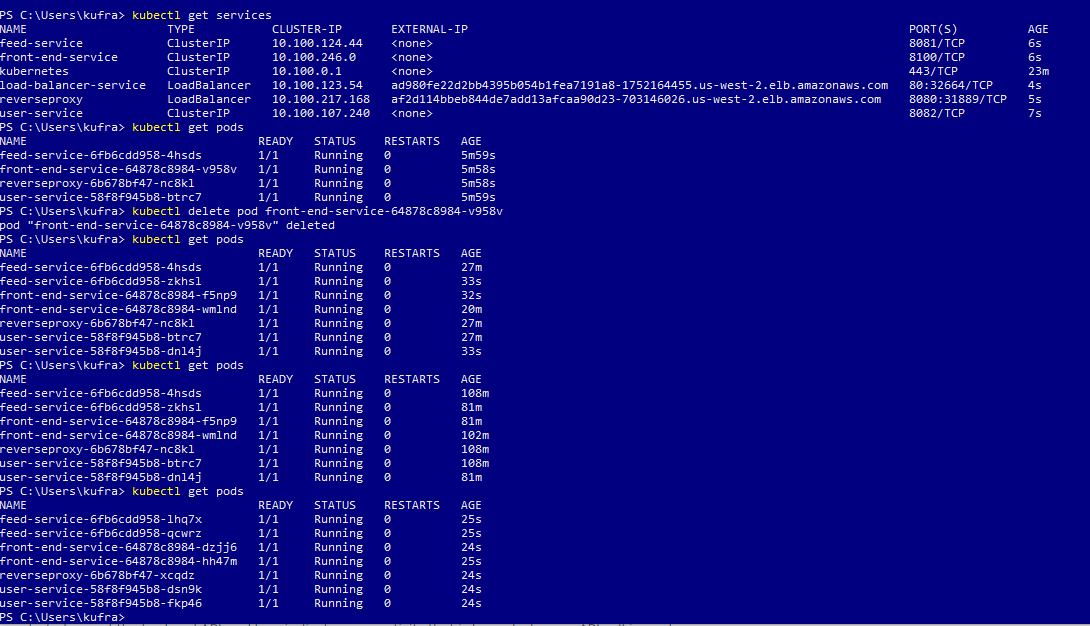 PS C:\Users\kufra> kubectl get services
NAME TYPE CLUSTER-IP EXTERNAL-IP PORT(S) AGE
feed-service ClusterIP 10.100.124.44 <none> 8081/TCP 6s
front-end-service ClusterIP 10.100.246.0 <none> 8100/TCP 6s
kubernetes ClusterIP 10.100.0.1 <none> 443/TCP 23m
load-balancer-service LoadBalancer 10.100.123.54 ad980fe22d2bb4395b054b1fea7191a8-1752164455.us-west-2.elb.amazonaws.com 80:32664/TCP 4s
reverseproxy LoadBalancer 10.100.217.168 af2d114bbeb844de7add13afcaa90d23-703146026.us-west-2.elb.amazonaws.com 8080:31889/TCP 5s
user-service ClusterIP 10.100.107.240 <none> 8082/TCP 7s
PS C:\Users\kufra> kubectl get pods
NAME READY STATUS RESTARTS AGE
feed-service-6fb6cdd958-4hsds 1/1 Running 0 5m59s
front-end-service-64878c8984-v958v 1/1 Running 0 5m58s
reverseproxy-6b678bf47-nc8kl 1/1 Running 0 5m58s
user-service-58f8f945b8-btrc7 1/1 Running 0 5m59s
PS C:\Users\kufra> kubectl delete pod front-end-service-64878c8984-v958v
pod "front-end-service-64878c8984-v958v" deleted
PS C:\Users\kufra> kubectl get pods
NAME READY STATUS RESTARTS AGE
feed-service-6fb6cdd958-4hsds 1/1 Running 0 27m
feed-service-6fb6cdd958-zkhsl 1/1 Running 0 33s
front-end-service-64878c8984-f5np9 1/1 Running 0 32s
front-end-service-64878c8984-wmlnd 1/1 Running 0 20m
reverseproxy-6b678bf47-nc8kl 1/1 Running 0 27m
user-service-58f8f945b8-btrc7 1/1 Running 0 27m
user-service-58f8f945b8-dnl4j 1/1 Running 0 33s
PS C:\Users\kufra> kubectl get pods
NAME READY STATUS RESTARTS AGE
feed-service-6fb6cdd958-4hsds 1/1 Running 0 108m
feed-service-6fb6cdd958-zkhsl 1/1 Running 0 81m
front-end-service-64878c8984-f5np9 1/1 Running 0 81m
front-end-service-64878c8984-wmlnd 1/1 Running 0 102m
reverseproxy-6b678bf47-nc8kl 1/1 Running 0 108m
user-service-58f8f945b8-btrc7 1/1 Running 0 108m
user-service-58f8f945b8-dnl4j 1/1 Running 0 81m
PS C:\Users\kufra> kubectl get pods
NAME READY STATUS RESTARTS AGE
feed-service-6fb6cdd958-lhq7x 1/1 Running 0 25s
feed-service-6fb6cdd958-qcwrz 1/1 Running 0 25s
front-end-service-64878c8984-dzjj6 1/1 Running 0 24s
front-end-service-64878c8984-hh47m 1/1 Running 0 25s
reverseproxy-6b678bf47-xcqdz 1/1 Running 0 24s
user-service-58f8f945b8-dsn9k 1/1 Running 0 24s
user-service-58f8f945b8-fkp46 1/1 Running 0 24s
PS C:\Users\kufra>